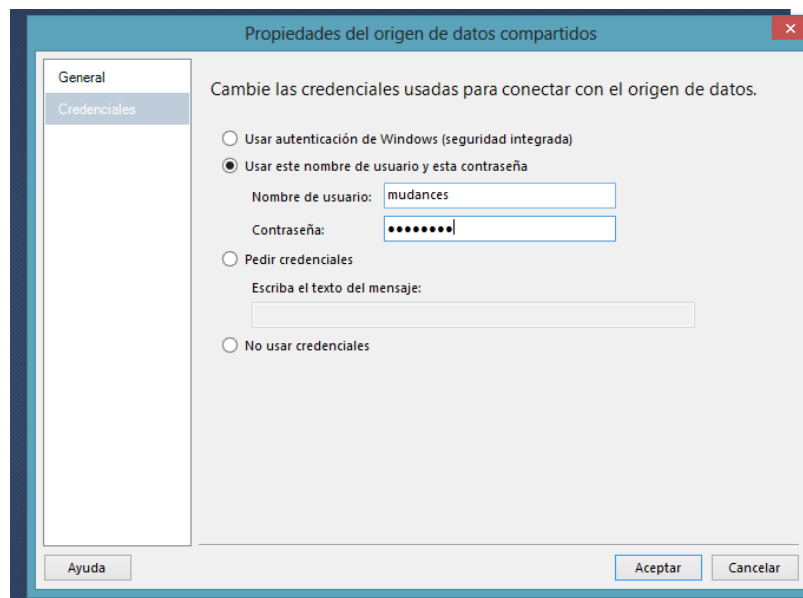 Propiedades del origen de datos compartidos
General
Credenciales
Cambie las credenciales usadas para conectar con el origen de datos.
Usar autenticación de Windows (seguridad integrada)
Usar este nombre de usuario y esta contraseña
Nombre de usuario: mudances
Contraseña: ••••••••
Pedir credenciales
Escriba el texto del mensaje:
No usar credenciales
Ayuda
Aceptar
Cancelar